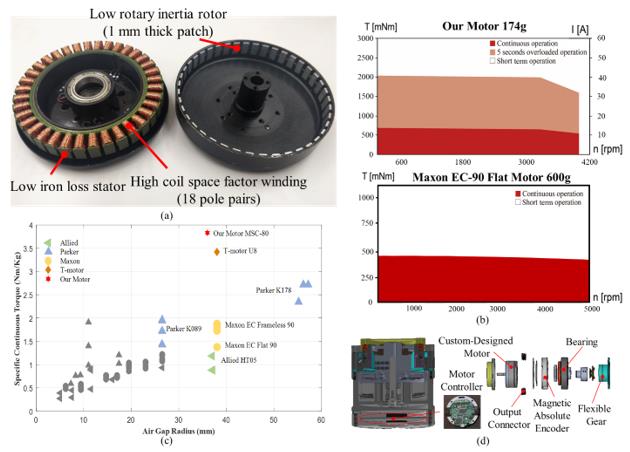 Low rotary inertia rotor
(1 mm thick patch)
Low iron loss stator
High coil space factor winding
(18 pole pairs)
(a)
T [mNm]
Our Motor 174g
I [A]
Continuous operation
5 seconds overloaded operation
Short term operation
3000
2500
2000
1500
1000
500
0
60
50
40
30
20
10
0
600
1800
3000
4200
n [rpm]
T [mNm]
Maxon EC-90 Flat Motor 600g
Continuous operation
Short term operation
1000
750
500
250
0
1000
2000
3000
4000
5000
n [rpm]
(b)
Specific Continuous Torque (Nm/Kg)
4
3.5
3
2.5
2
1.5
1
0.5
0
Allied
Parker
Maxon
T-motor
Our Motor
Our Motor MSC-80
T-motor U8
Parker K178
Parker K089
Maxon EC Frameless 90
Maxon EC Flat 90
Allied HT05
0
10
20
30
40
50
60
Air Gap Radius (mm)
(c)
Custom-Designed
Motor
Bearing
Motor
Controller
Output
Connector
Magnetic
Absolute
Encoder
Flexible
Gear
(d)